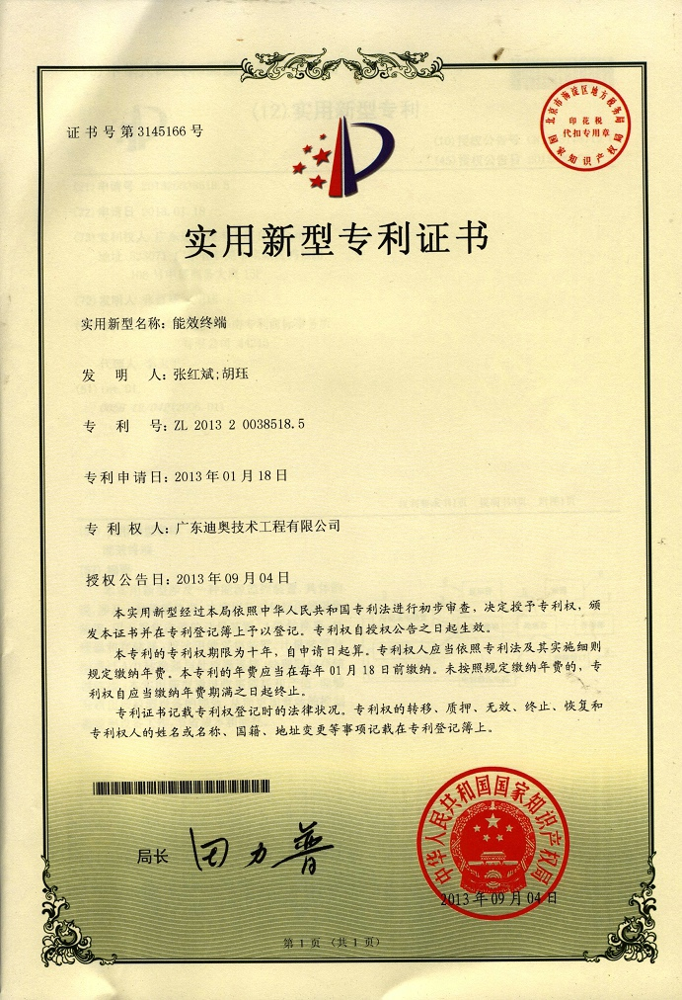 证书号第3145166号
北京市海淀区地方税务局
印花税
代扣专用章
国家知识产权局
实用新型专利证书
实用新型名称：能效终端
发明人：张红斌;胡珏
专利号：ZL 2013 2 0038518.5
专利申请日：2013年01月18日
专利权人：广东迪奥技术工程有限公司
授权公告日：2013年09月04日
本实用新型经过本局依照中华人民共和国专利法进行初步审查，决定授予专利权，颁
发本证书并在专利登记簿上予以登记。专利权自授权公告之日起生效。
本专利的专利权期限为十年，自申请日起算。专利权人应当依照专利法及其实施细则
规定缴纳年费。本专利的年费应当在每年01月18日前缴纳。未按照规定缴纳年费的，专
利权自应当缴纳年费期满之日起终止。
专利证书记载专利权登记时的法律状况。专利权的转移、质押、无效、终止、恢复和
专利权人的姓名或名称、国籍、地址变更等事项记载在专利登记簿上。
局长
田力普
中华人民共和国国家知识产权局
2013年09月04日
第1页（共1页）